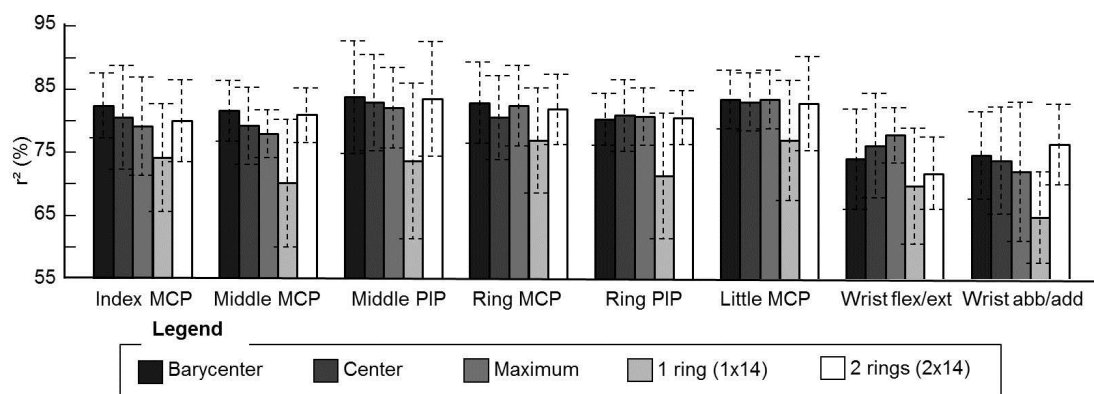 95
85
75
65
55
r² (%)
Index MCP Middle MCP Middle PIP Ring MCP Ring PIP Little MCP Wrist flex/ext Wrist abb/add
Legend
Barycenter Center Maximum 1 ring (1x14) 2 rings (2x14)